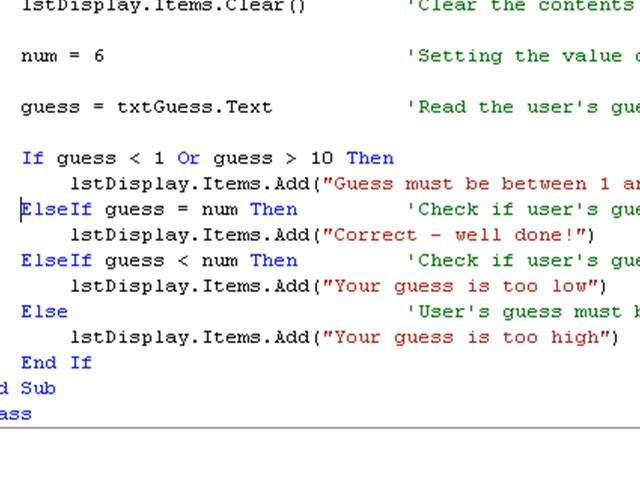 lstDisplay.Items.Clear() 'Clear the contents
num = 6 'Setting the value
guess = txtGuess.Text 'Read the user's
If guess < 1 Or guess > 10 Then
lstDisplay.Items.Add("Guess must be between 1
ElseIf guess = num Then 'Check if user's
lstDisplay.Items.Add("Correct - well done!")
ElseIf guess < num Then 'Check if user's
lstDisplay.Items.Add("Your guess is too low")
Else 'User's guess must
lstDisplay.Items.Add("Your guess is too high")
End If
d Sub
ass